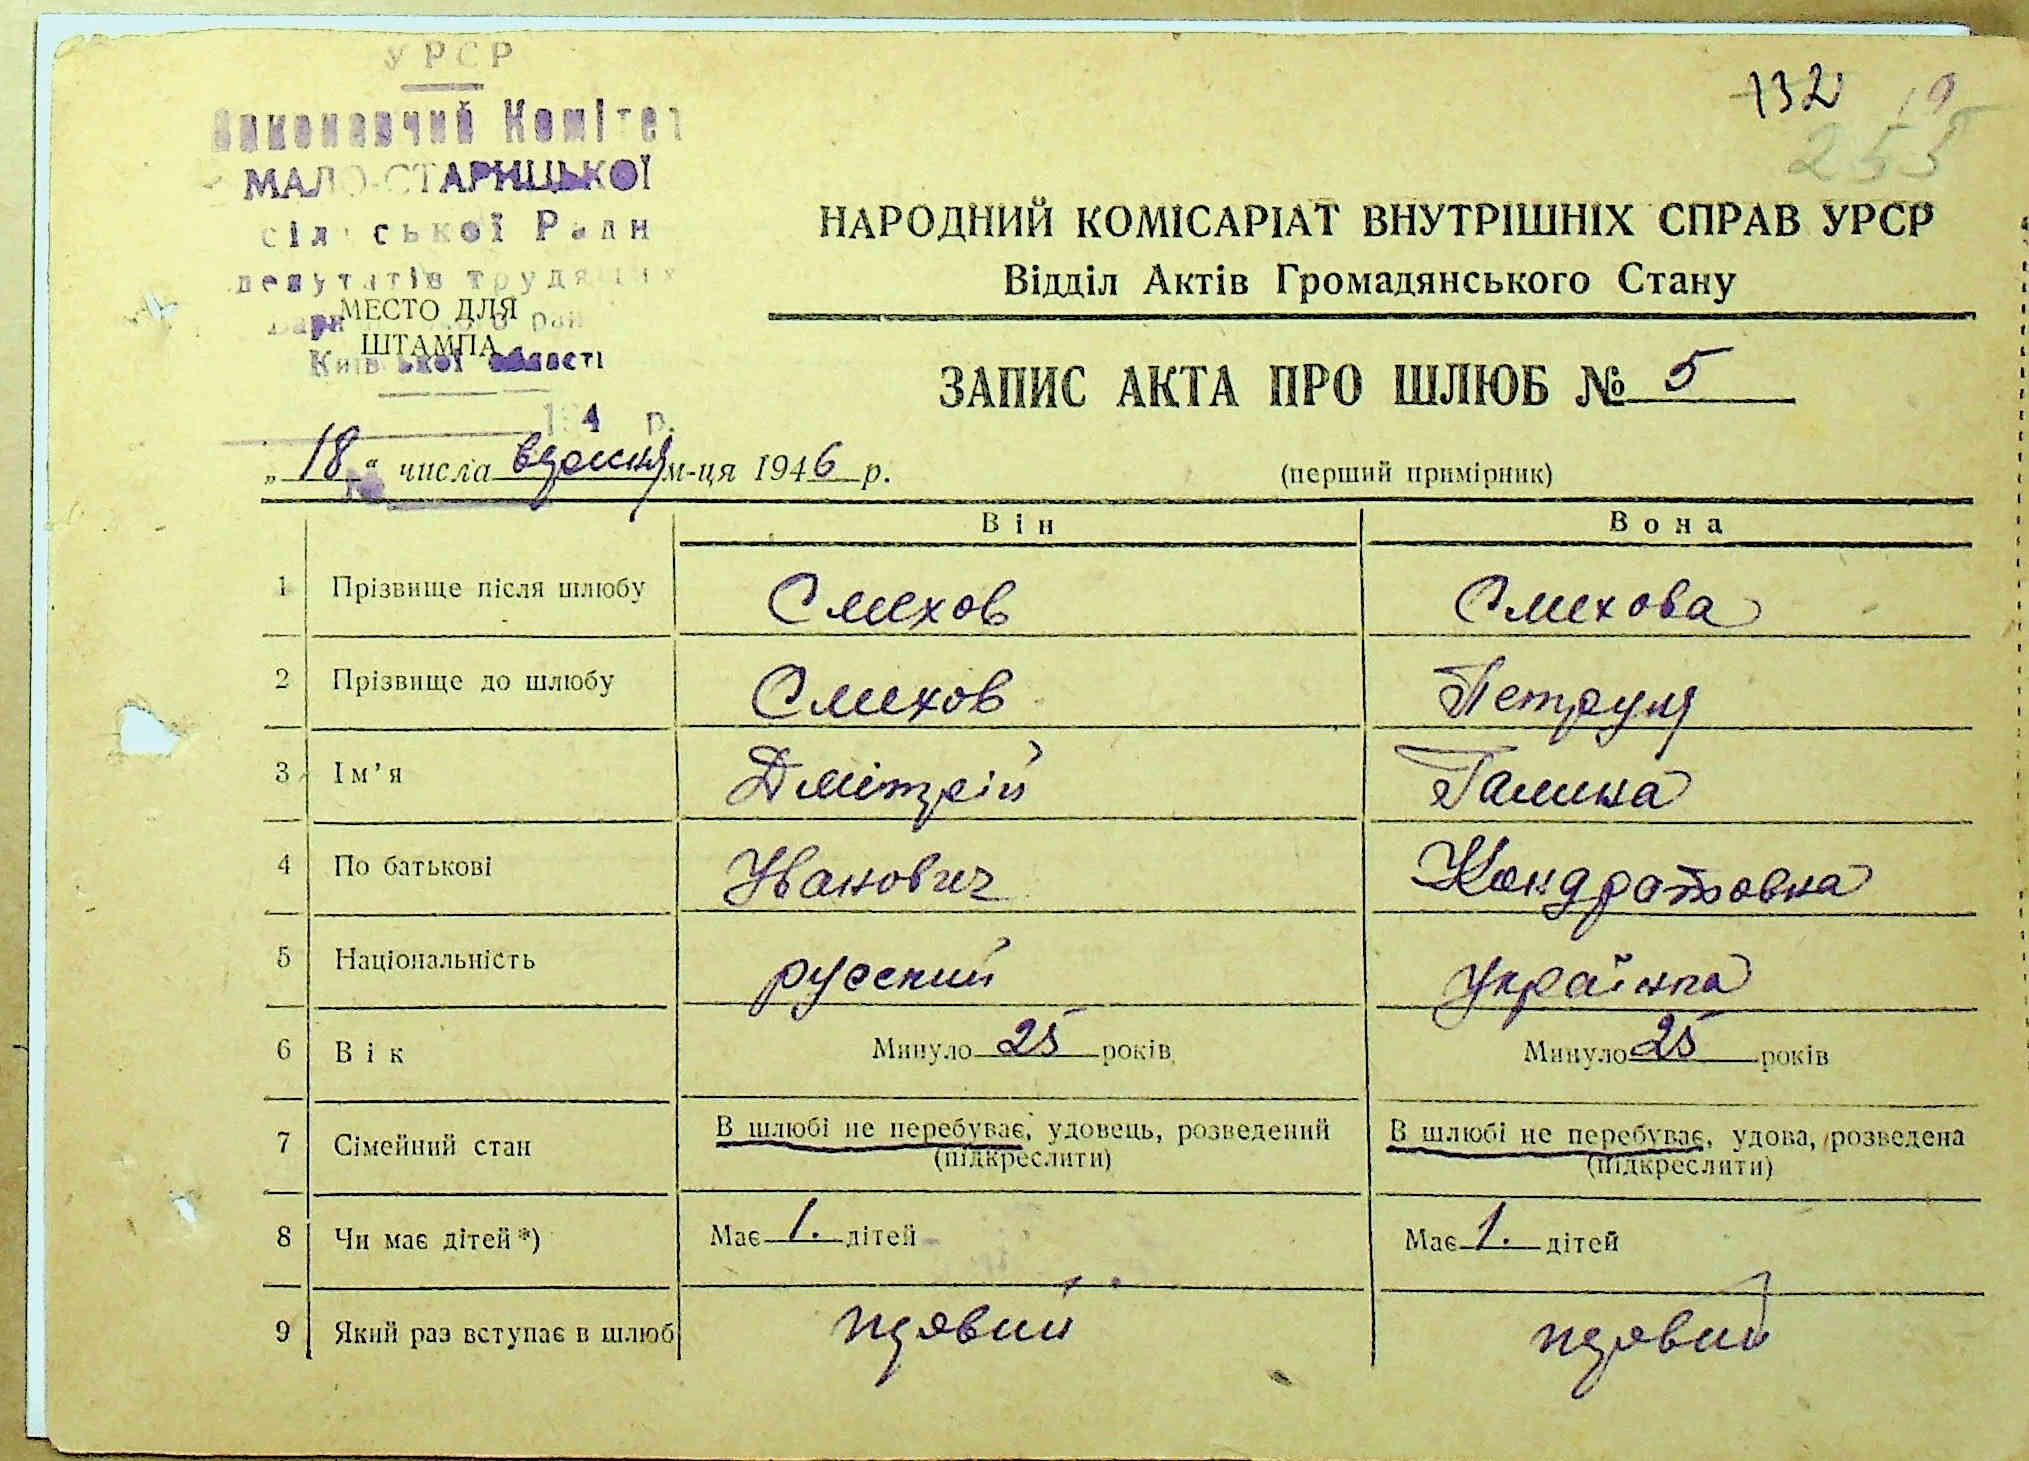 УРСР
Виконавчий Комітет
МАЛО-СТАРИЦЬКОЇ
сільської Ради
депутатів трудящих
МЕСТО ДЛЯ
ШТАМПА
Київської області
194 р.
132
19
255
НАРОДНИЙ КОМІСАРІАТ ВНУТРІШНІХ СПРАВ УРСР
Відділ Актів Громадянського Стану
ЗАПИС АКТА ПРО ШЛЮБ № 5
„18“ числа вересня м-ця 1946 р.
(перший примірник)
Він Вона
1 Прізвище після шлюбу Смехов Смехова
2 Прізвище до шлюбу Смехов Петруня
3 Ім’я Дмітрій Галина
4 По батькові Иванович Кондратовна
5 Національність русский українка
6 Вік Минуло 25 років Минуло 25 років
7 Сімейний стан В шлюбі не перебуває, удовець, розведений В шлюбі не перебуває, удова, розведена
(підкреслити) (підкреслити)
8 Чи має дітей*) Має 1. дітей Має 1. дітей
9 Який раз вступає в шлюб первий первий